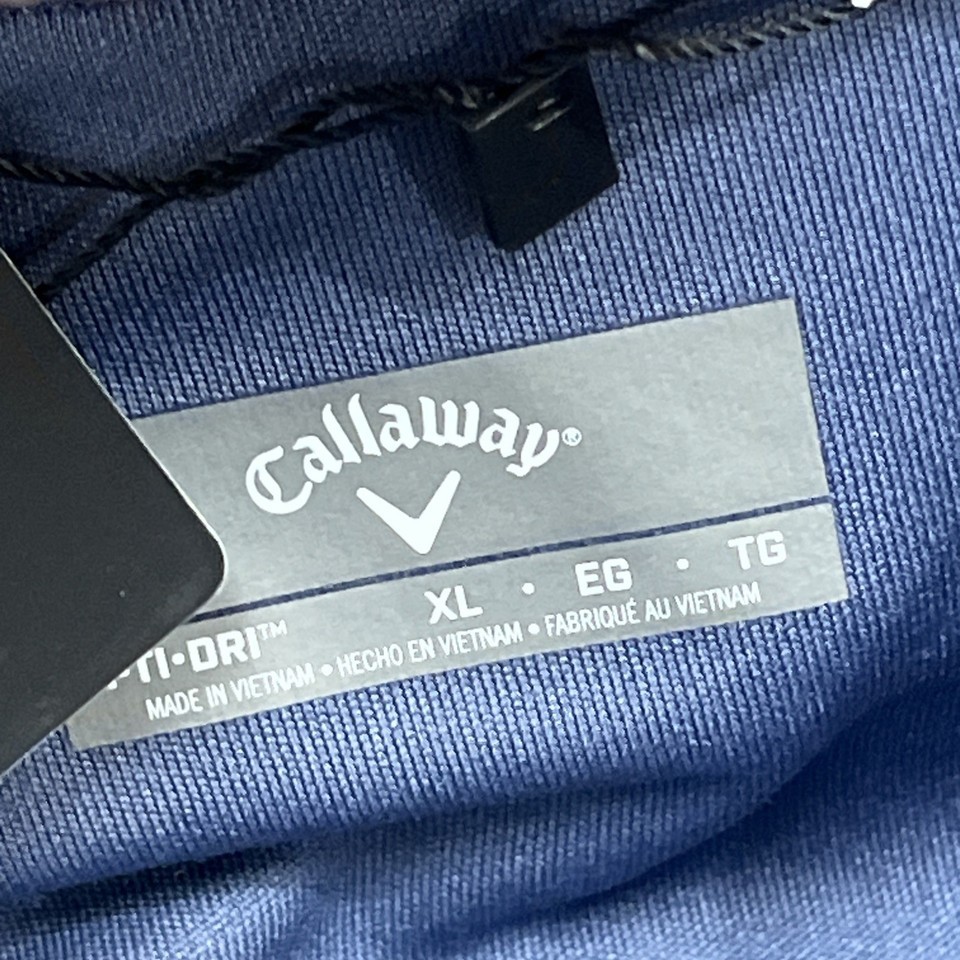 Callaway®
XL • EG • TG
TI•DRI™
MADE IN VIETNAM • HECHO EN VIETNAM • FABRIQUÉ AU VIETNAM